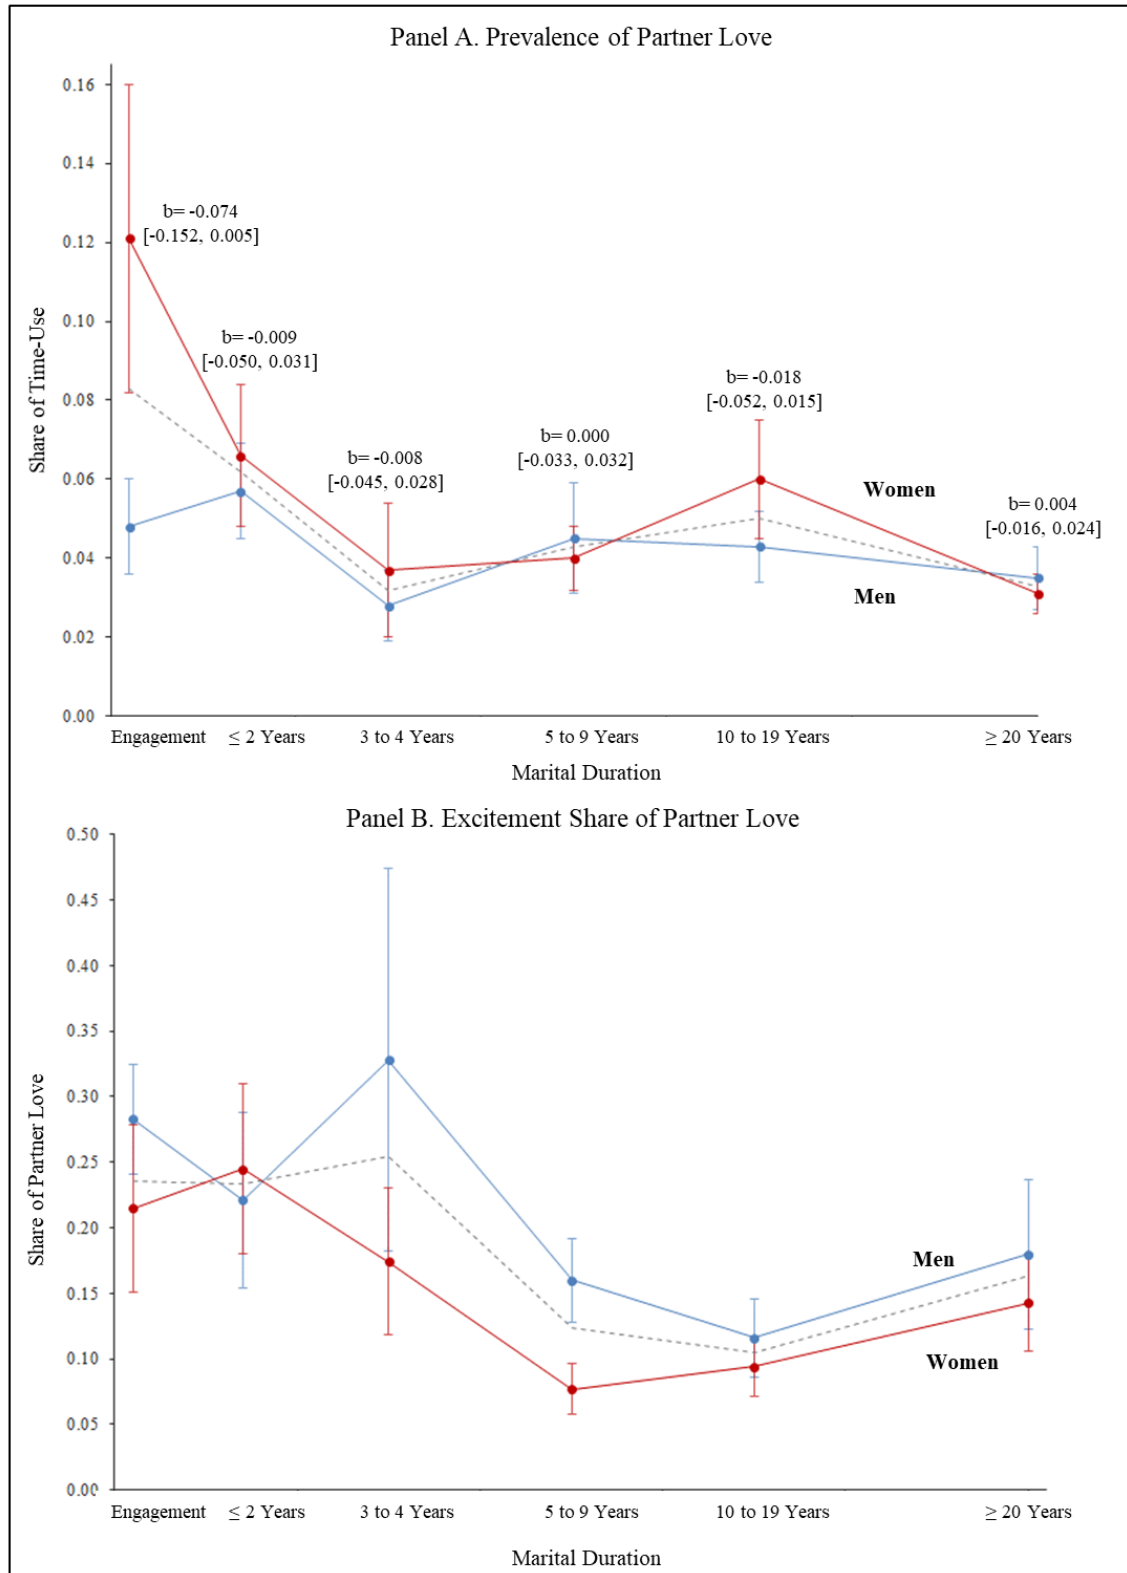 Panel A. Prevalence of Partner Love
0.16
0.14
b= -0.074
[-0.152, 0.005]
0.12
0.10
b= -0.009
[-0.050, 0.031]
b= -0.018
[-0.052, 0.015]
0.08
b= 0.000
[-0.033, 0.032]
b= -0.008
[-0.045, 0.028]
Women
b= 0.004
[-0.016, 0.024]
0.06
Men
0.04
0.02
0.00
Share of Time-Use
Engagement ≤ 2 Years 3 to 4 Years 5 to 9 Years 10 to 19 Years ≥ 20 Years
Marital Duration
Panel B. Excitement Share of Partner Love
0.50
0.45
0.40
0.35
0.30
0.25
0.20
Men
0.15
Women
0.10
0.05
0.00
Share of Partner Love
Engagement ≤ 2 Years 3 to 4 Years 5 to 9 Years 10 to 19 Years ≥ 20 Years
Marital Duration